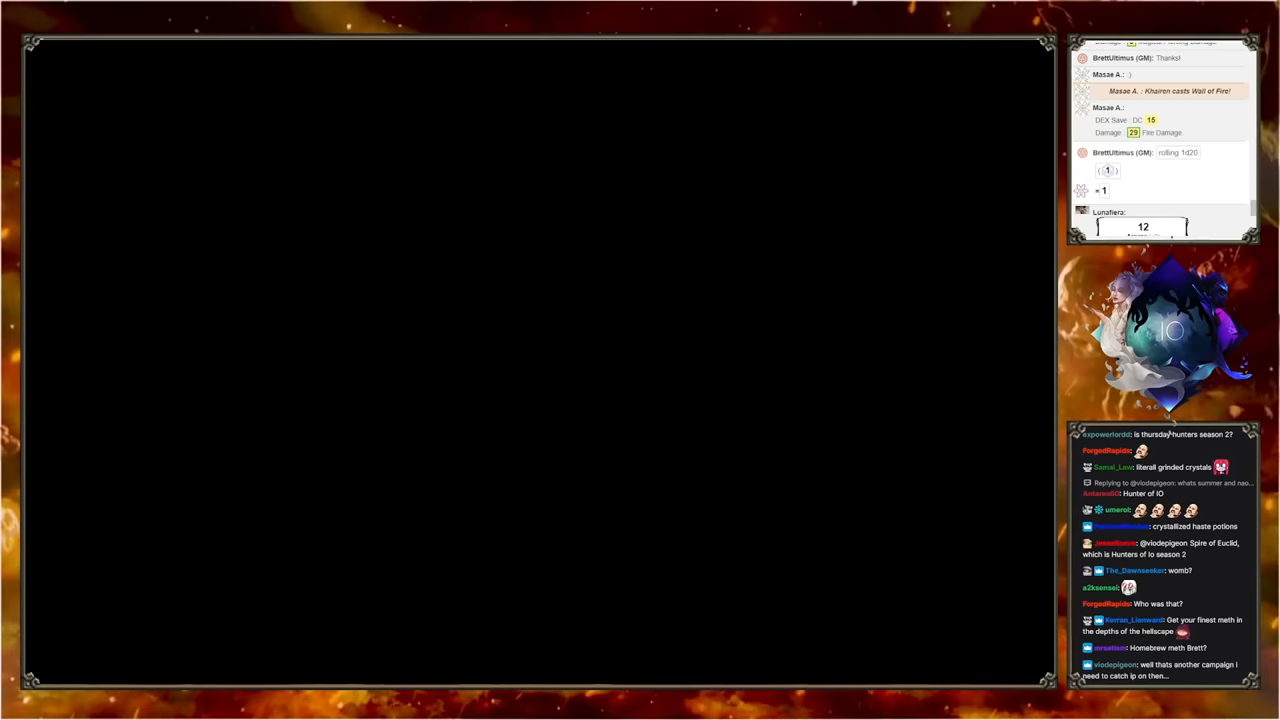 BrettUltimus (GM): Thanks!
Masae A.: :)
Masae A. : Khairen casts Wall of Fire!
Masae A.:
DEX Save : DC 15
Damage : 29 Fire Damage.
BrettUltimus (GM): rolling 1d20
(1)
=1
Lunafiera:
12
IO
expowerlordd: is thursday hunters season 2?
ForgedRapids:
Samal_Law: literall grinded crystals
Replying to @viodepigeon: whats summer and nao...
Hunter of IO
umerol:
crystallized haste potions
@viodepigeon Spire of Euclid,
which is Hunters of Io season 2
The_Dawnseeker: womb?
a2ksensei:
ForgedRapids: Who was that?
Kerran_Lionward: Get your finest meth in
the depths of the hellscape
Homebrew meth Brett?
viodepigeon: well thats another campaign i
need to catch ip on then...